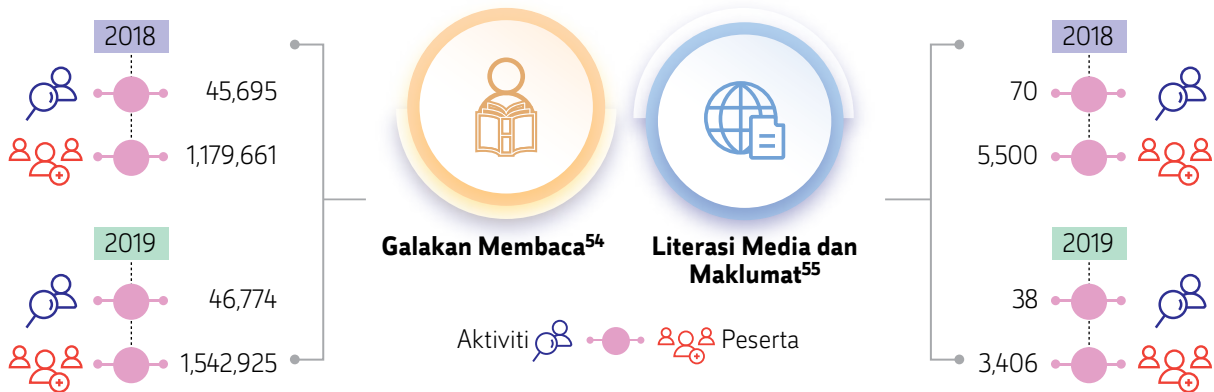 2018
45,695
1,179,661
2019
46,774
1,542,925
Galakan Membaca54
Literasi Media dan
Maklumat55
Aktiviti
Peserta
2018
70
5,500
2019
38
3,406